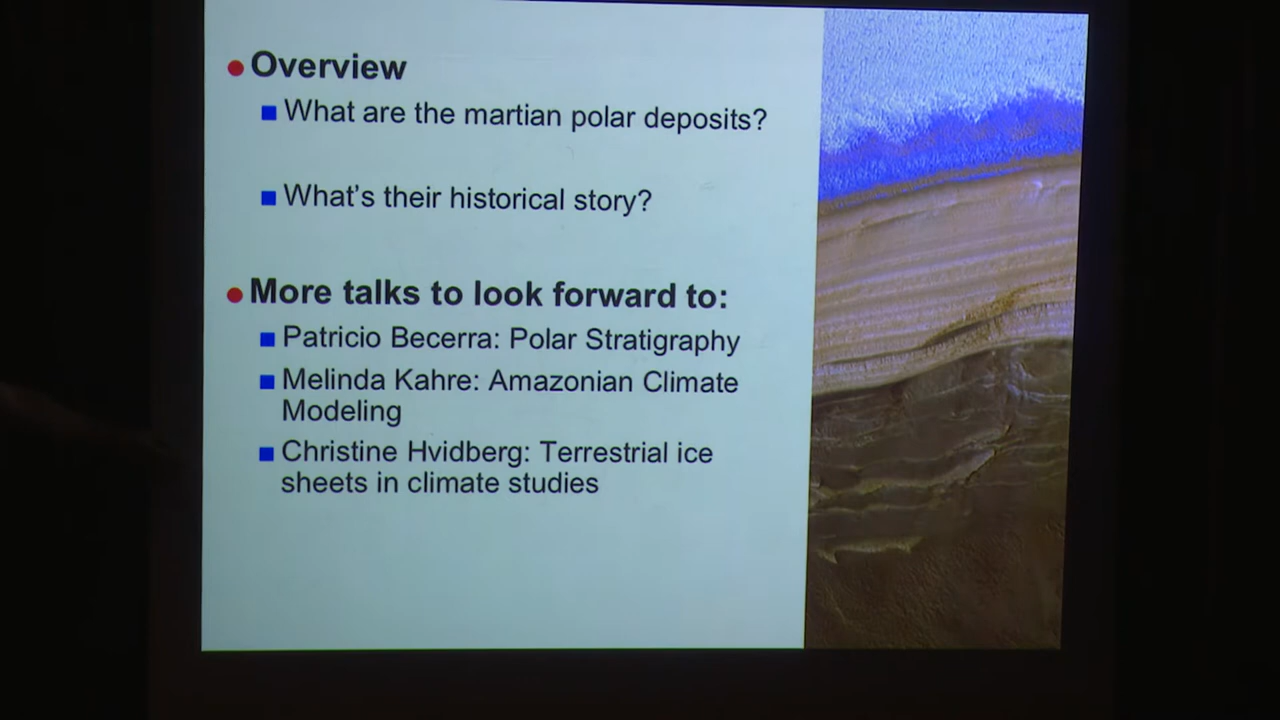 Overview
What are the martian polar deposits?
What's their historical story?
More talks to look forward to:
Patricio Becerra: Polar Stratigraphy
Melinda Kahre: Amazonian Climate
Modeling
Christine Hvidberg: Terrestrial ice
sheets in climate studies